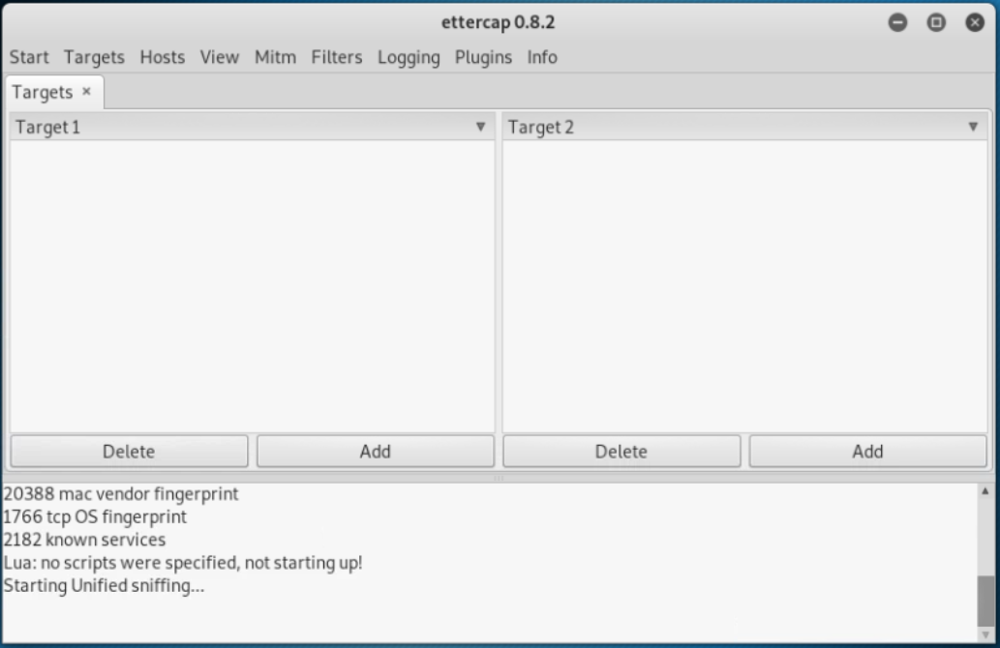 ettercap 0.8.2
Start Targets Hosts View Mitm Filters Logging Plugins Info
Targets ×
Target 1 Target 2
Delete Add Delete Add
20388 mac vendor fingerprint
1766 tcp OS fingerprint
2182 known services
Lua: no scripts were specified, not starting up!
Starting Unified sniffing...